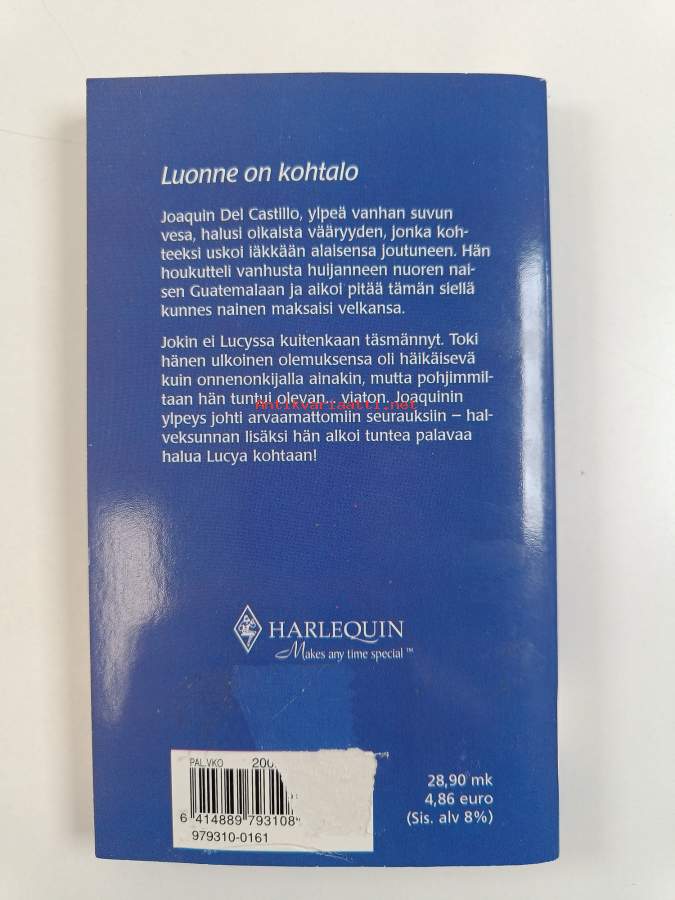 Luonne on kohtalo
Joaquin Del Castillo, ylpeä vanhan suvun
vesa, halusi oikaista vääryyden, jonka koh-
teeksi uskoi iäkkään alaisensa joutuneen. Hän
houkutteli vanhusta huijanneen nuoren nai-
sen Guatemalaan ja aikoi pitää tämän siellä
kunnes nainen maksaisi velkansa.
Jokin ei Lucyssa kuitenkaan täsmännyt. Toki
hänen ulkoinen olemuksensa oli häikäisevä
kuin onnenonkijalla ainakin, mutta pohjimmil-
taan hän tuntui olevan... viaton. Joaquinin
Antikvariaatti.net
ylpeys johti arvaamattomiin seurauksiin – hal-
veksunnan lisäksi hän alkoi tuntea palavaa
halua Lucya kohtaan!
HARLEQUIN
Makes any time special™
PAL.VKO 200
6 414889 793108
979310-0161
28,90 mk
4,86 euro
(Sis. alv 8%)